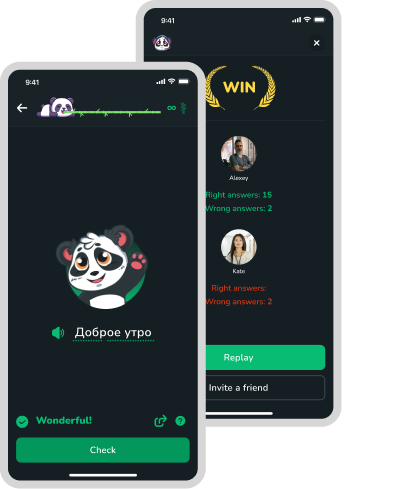 9:41
WIN
Alexey
Right answers: 15
Wrong answers: 2
Kate
Right answers:
Wrong answers: 2
Replay
Invite a friend
9:41
∞
Доброе утро
Wonderful!
?
Check